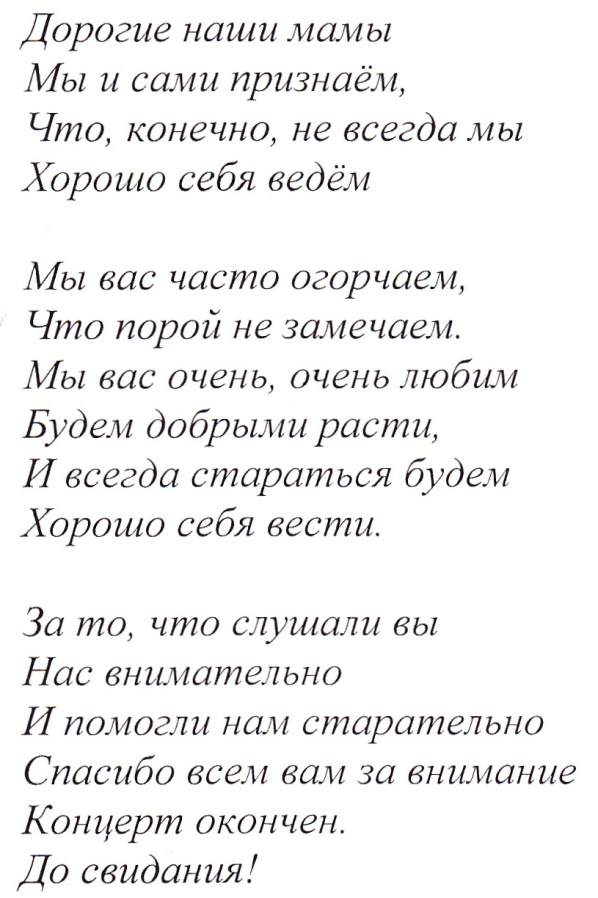 Дорогие наши мамы
Мы и сами признаём,
Что, конечно, не всегда мы
Хорошо себя ведём
Мы вас часто огорчаем,
Что порой не замечаем.
Мы вас очень, очень любим
Будем добрыми расти,
И всегда стараться будем
Хорошо себя вести.
За то, что слушали вы
Нас внимательно
И помогли нам старательно
Спасибо всем вам за внимание
Концерт окончен.
До свидания!